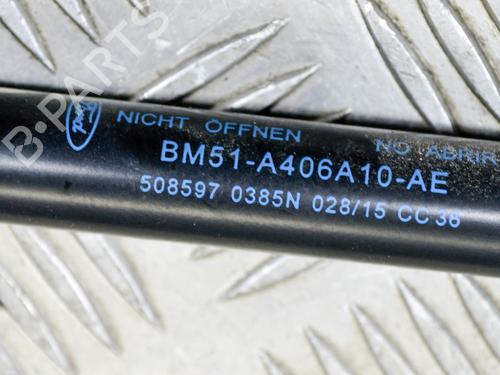 Ford NICHT ÖFFNEN NO ABRIR
BM51-A406A10-AE
508597 0385N 028/15 CC 36
B-Parts